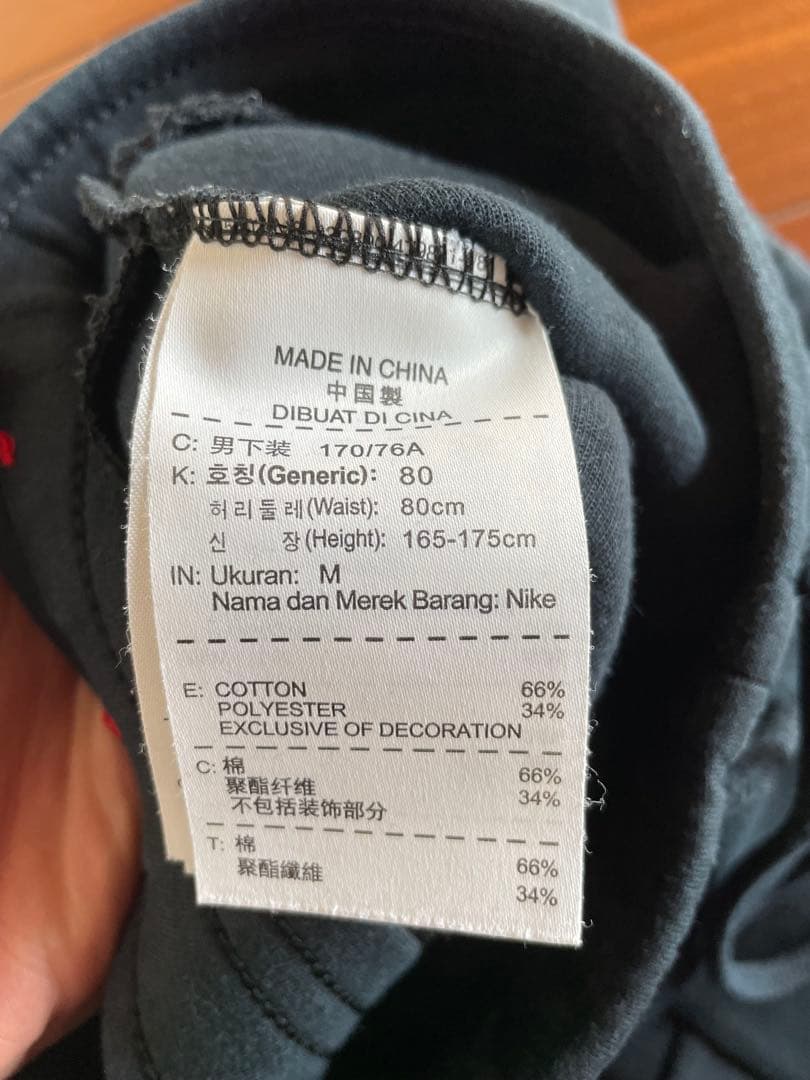 MADE IN CHINA
中国製
DIBUAT DI CINA
C: 男下装 170/76A
K: 호칭(Generic): 80
허리둘레(Waist): 80cm
신 장(Height): 165-175cm
IN: Ukuran: M
Nama dan Merek Barang: Nike
E: COTTON 66%
POLYESTER 34%
EXCLUSIVE OF DECORATION
C: 棉 66%
聚酯纤维 34%
不包括装饰部分
T: 棉 66%
聚酯纖維 34%